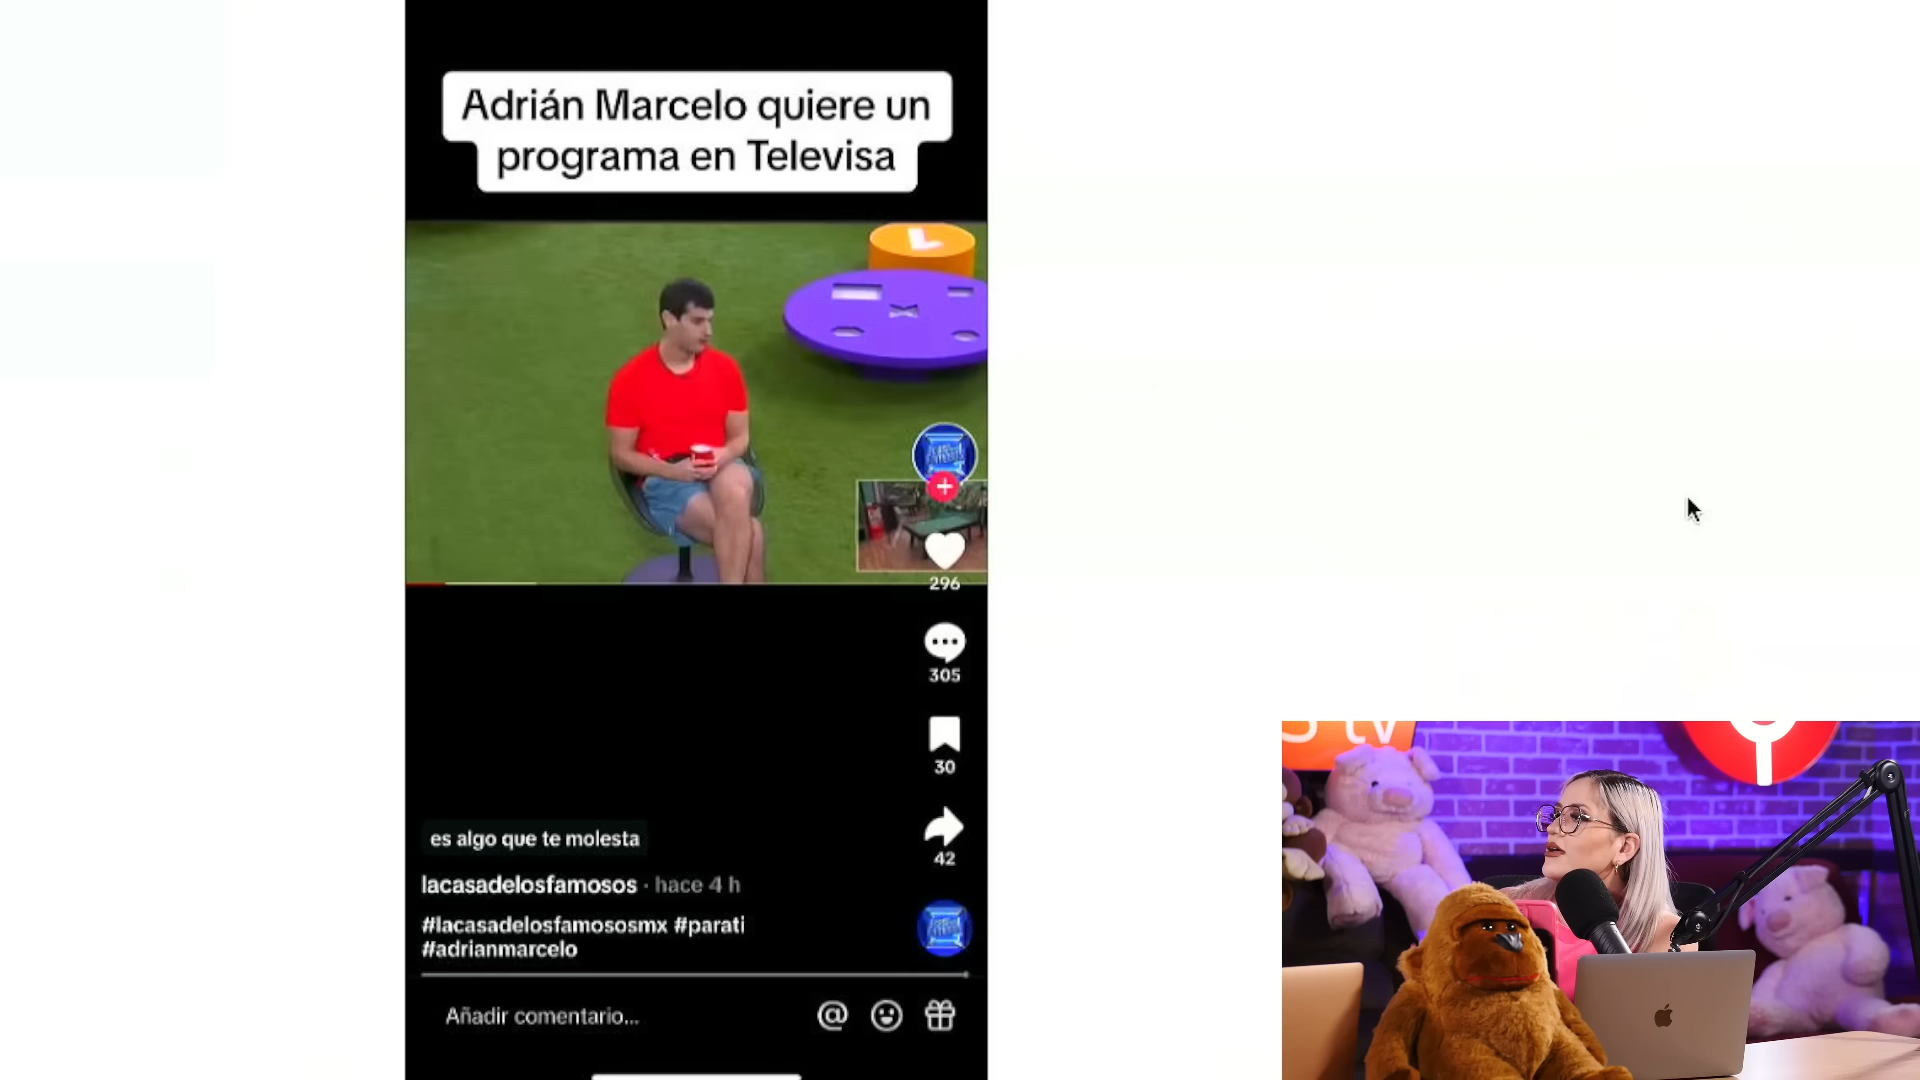 Adrián Marcelo quiere un
programa en Televisa
L
296
305
30
42
es algo que te molesta
lacasadelosfamosos · hace 4 h
#lacasadelosfamososmx #parati
#adrianmarcelo
Añadir comentario...
@
S tv